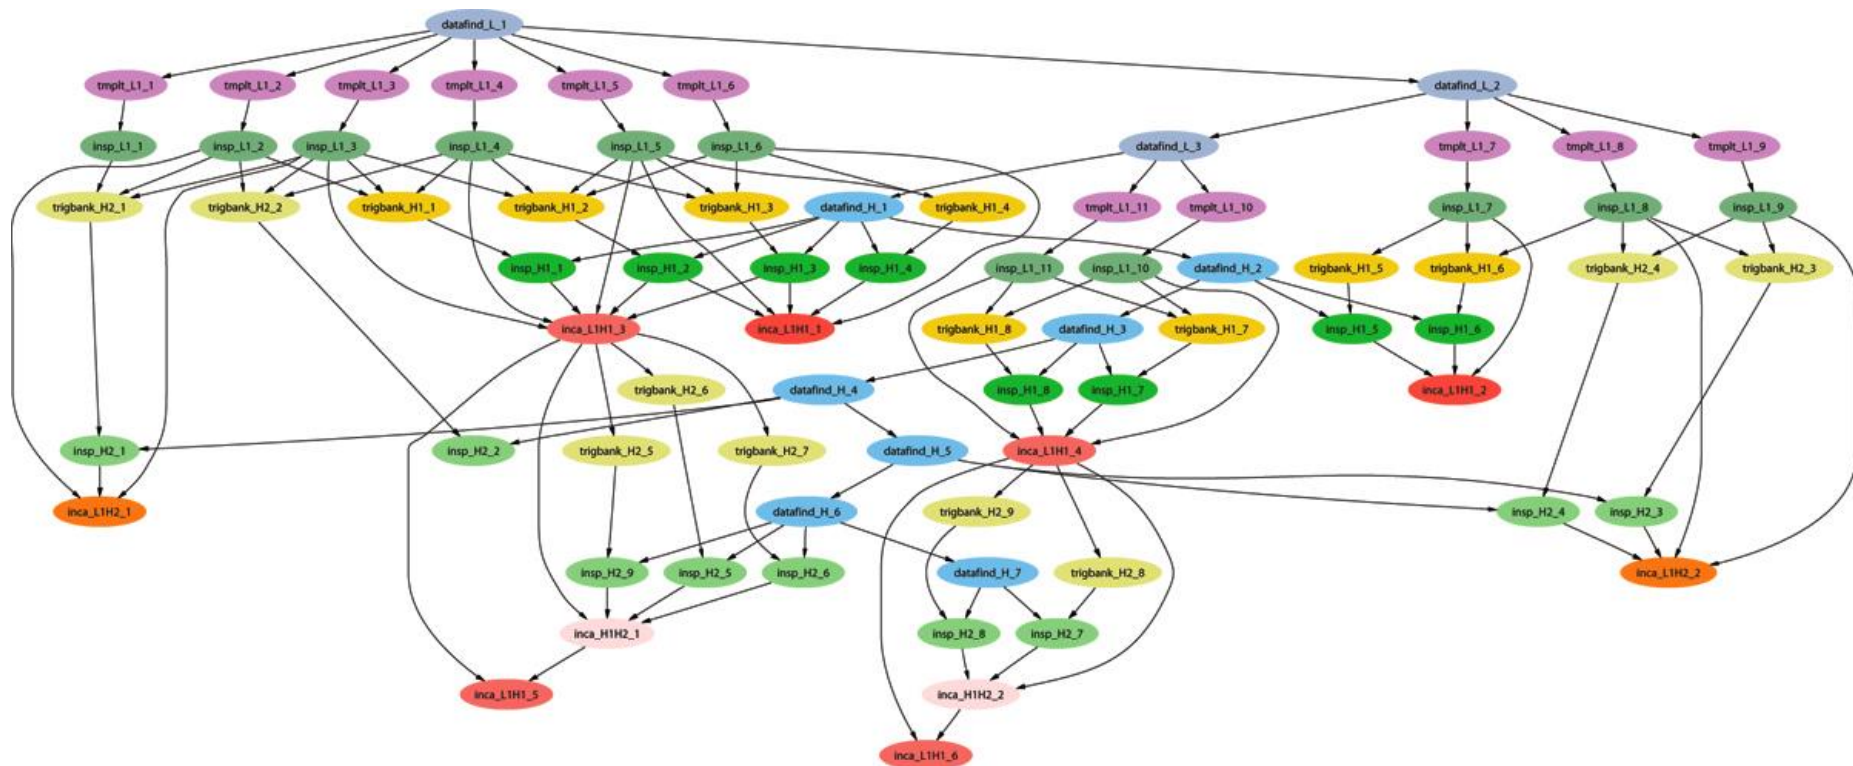 datafind_L_1
tmplt_L1_1 tmplt_L1_2 tmplt_L1_3 tmplt_L1_4 tmplt_L1_5 tmplt_L1_6 datafind_L_2
insp_L1_1 insp_L1_2 insp_L1_3 insp_L1_4 insp_L1_5 insp_L1_6 datafind_L_3 tmplt_L1_7 tmplt_L1_8 tmplt_L1_9
trigbank_H2_1 trigbank_H2_2 trigbank_H1_1 trigbank_H1_2 trigbank_H1_3 datafind_H_1 trigbank_H1_4 tmplt_L1_11 tmplt_L1_10 insp_L1_7 insp_L1_8 insp_L1_9
insp_H1_1 insp_H1_2 insp_H1_3 insp_H1_4 insp_L1_11 insp_L1_10 datafind_H_2 trigbank_H1_5 trigbank_H1_6 trigbank_H2_4 trigbank_H2_3
inca_L1H1_3 inca_L1H1_1 trigbank_H1_8 datafind_H_3 trigbank_H1_7 insp_H1_5 insp_H1_6
trigbank_H2_6 datafind_H_4 insp_H1_8 insp_H1_7 inca_L1H1_2
insp_H2_1 insp_H2_2 trigbank_H2_5 trigbank_H2_7 datafind_H_5 inca_L1H1_4
inca_L1H2_1 datafind_H_6 trigbank_H2_9 insp_H2_4 insp_H2_3
insp_H2_9 insp_H2_5 insp_H2_6 datafind_H_7 trigbank_H2_8 inca_L1H2_2
inca_H1H2_1 insp_H2_8 insp_H2_7
inca_L1H1_5 inca_H1H2_2
inca_L1H1_6